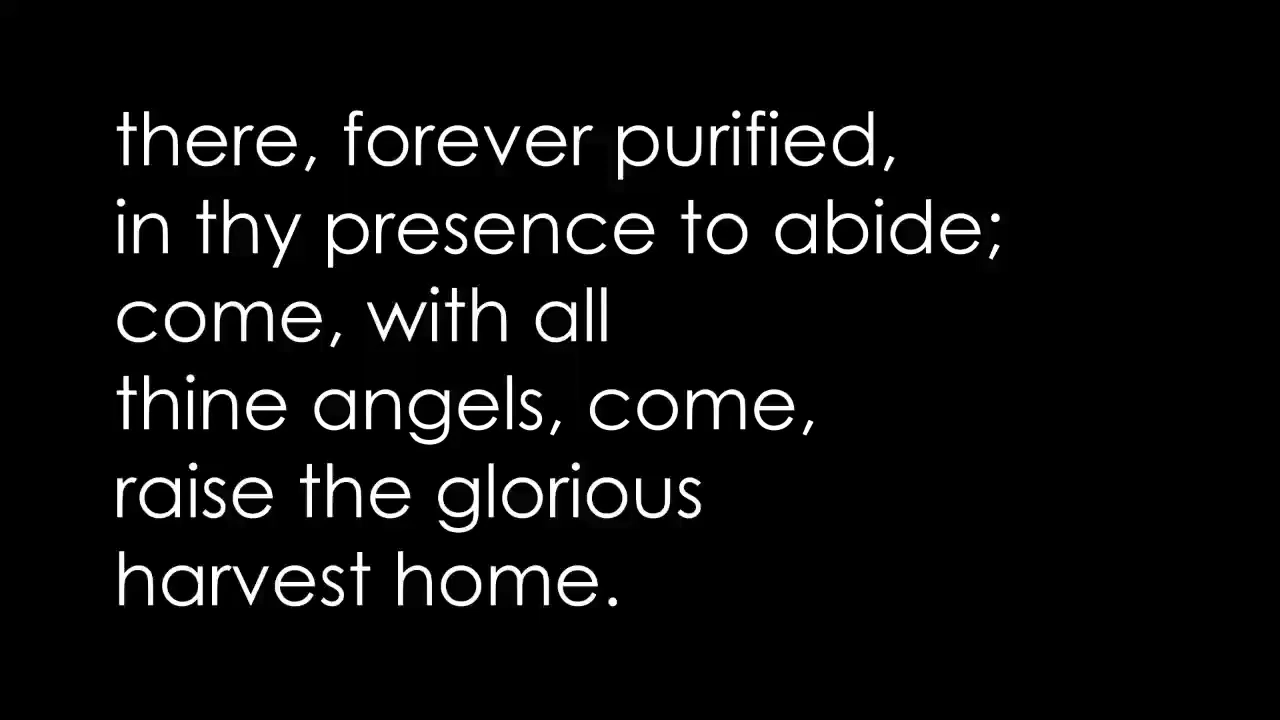 there, forever purified,
in thy presence to abide;
come, with all
thine angels, come,
raise the glorious
harvest home.